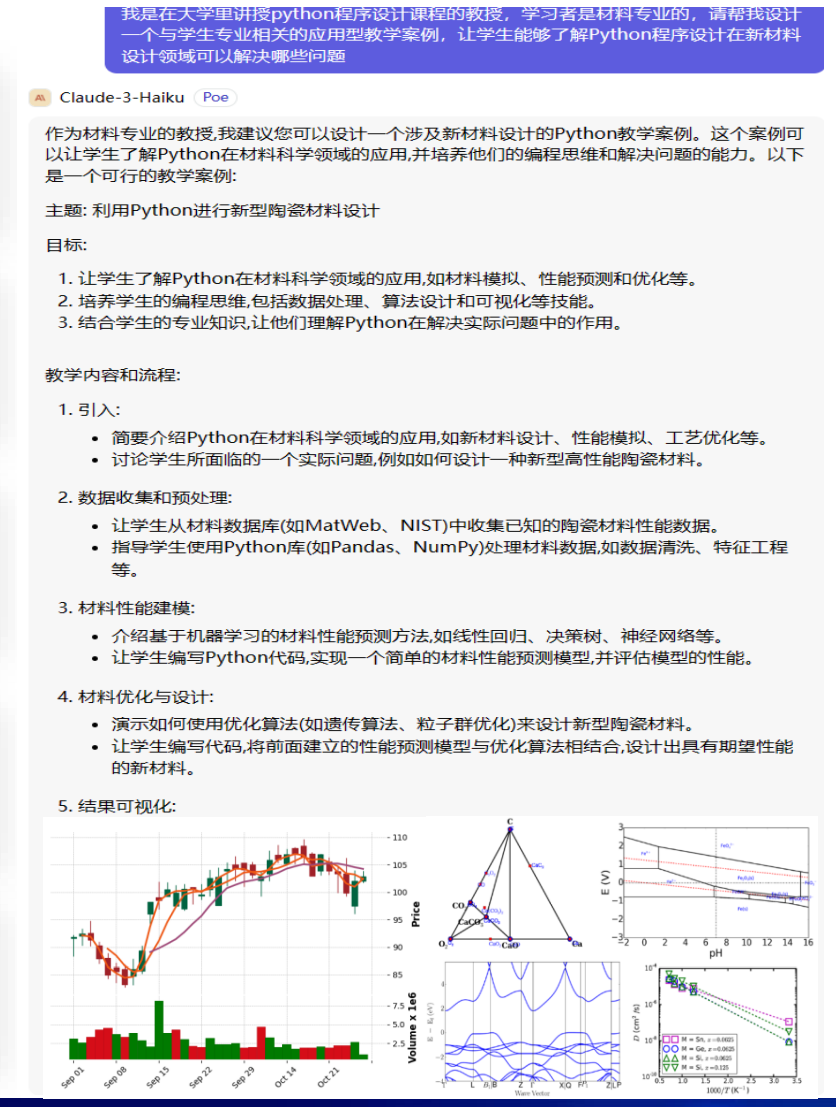 我是在大学里讲授python程序设计课程的教授，学习者是材料专业的，请帮我设计
一个与学生专业相关的应用型教学案例，让学生能够了解Python程序设计在新材料
设计领域可以解决哪些问题
Claude-3-Haiku Poe
作为材料专业的教授,我建议您可以设计一个涉及新材料设计的Python教学案例。这个案例可
以让学生了解Python在材料科学领域的应用,并培养他们的编程思维和解决问题的能力。以下
是一个可行的教学案例:
主题: 利用Python进行新型陶瓷材料设计
目标:
1. 让学生了解Python在材料科学领域的应用,如材料模拟、性能预测和优化等。
2. 培养学生的编程思维,包括数据处理、算法设计和可视化等技能。
3. 结合学生的专业知识,让他们理解Python在解决实际问题中的作用。
教学内容和流程:
1. 引入:
• 简要介绍Python在材料科学领域的应用,如新材料设计、性能模拟、工艺优化等。
• 讨论学生所面临的一个实际问题,例如如何设计一种新型高性能陶瓷材料。
2. 数据收集和预处理:
• 让学生从材料数据库(如MatWeb、NIST)中收集已知的陶瓷材料性能数据。
• 指导学生使用Python库(如Pandas、NumPy)处理材料数据,如数据清洗、特征工程
等。
3. 材料性能建模:
• 介绍基于机器学习的材料性能预测方法,如线性回归、决策树、神经网络等。
• 让学生编写Python代码,实现一个简单的材料性能预测模型,并评估模型的性能。
4. 材料优化与设计:
• 演示如何使用优化算法(如遗传算法、粒子群优化)来设计新型陶瓷材料。
• 让学生编写代码,将前面建立的性能预测模型与优化算法相结合,设计出具有期望性能
的新材料。
5. 结果可视化:
110
105
100
95
90
85
Price
7.5
5.0
2.5
Volume x 1e6
Sep 01 Sep 08 Sep 15 Sep 22 Sep 29 Oct 14 Oct 21
C
CO₂
CaCO₃
O₂ CaO Ca
3
2
1
0
−1
−2
−3
E (V)
−2 0 2 4 6 8 10 12 14 16
pH
Wave Vector
10⁻⁴
10⁻⁶
10⁻⁸
10⁻¹⁰
D (cm²/s)
M = Sn, x=0.0625
M = Ge, x=0.0625
M = Si, x=0.0625
M = Si, x=0.125
0.5 1.0 1.5 2.0 2.5 3.0 3.5
1000/T (K⁻¹)